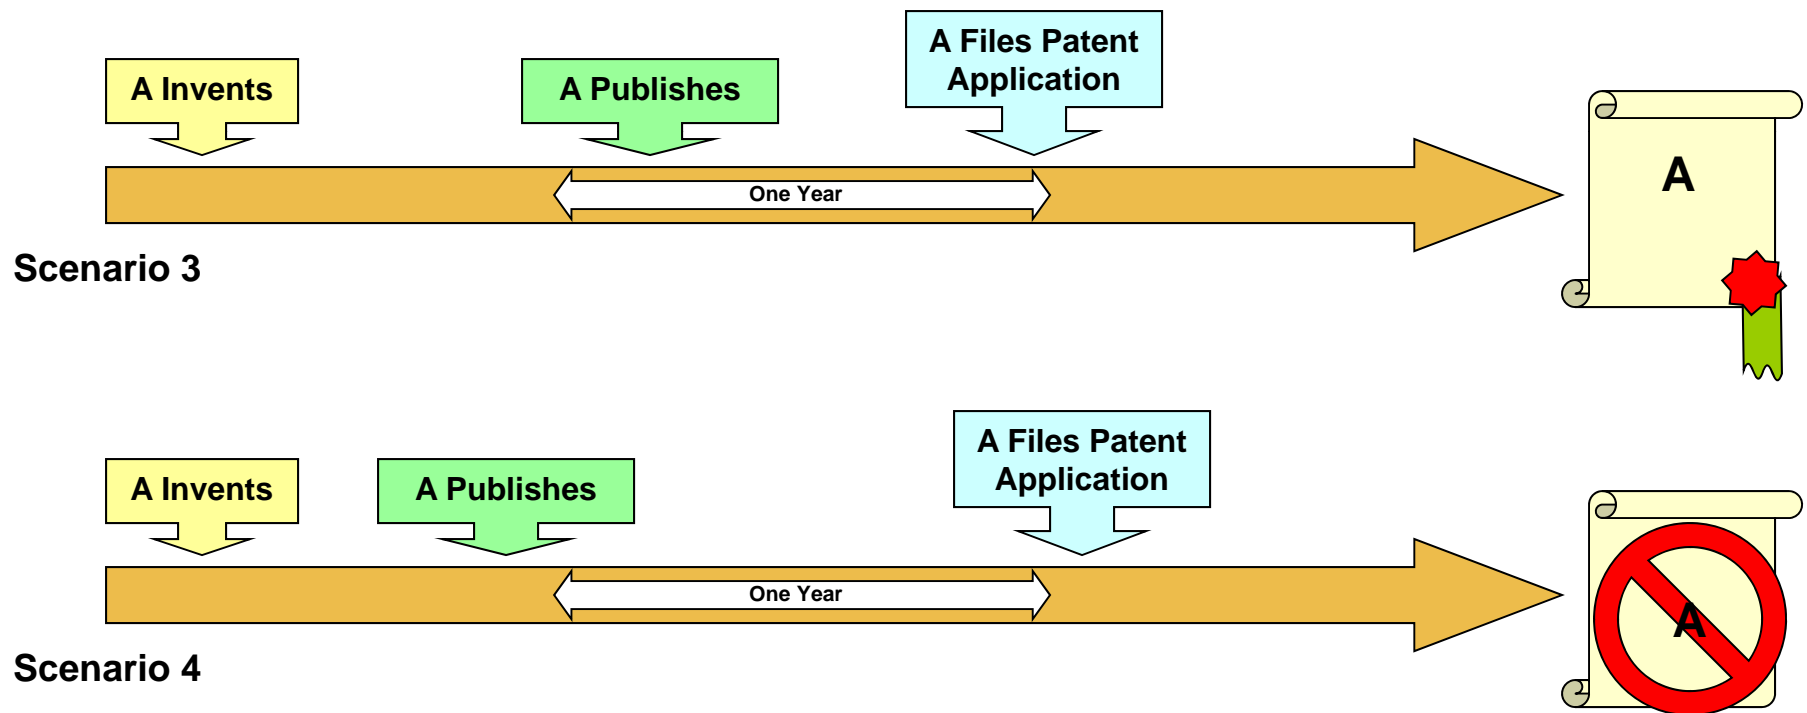 A Invents
A Publishes
A Files Patent
Application
One Year
A
Scenario 3
A Invents
A Publishes
A Files Patent
Application
One Year
A
Scenario 4